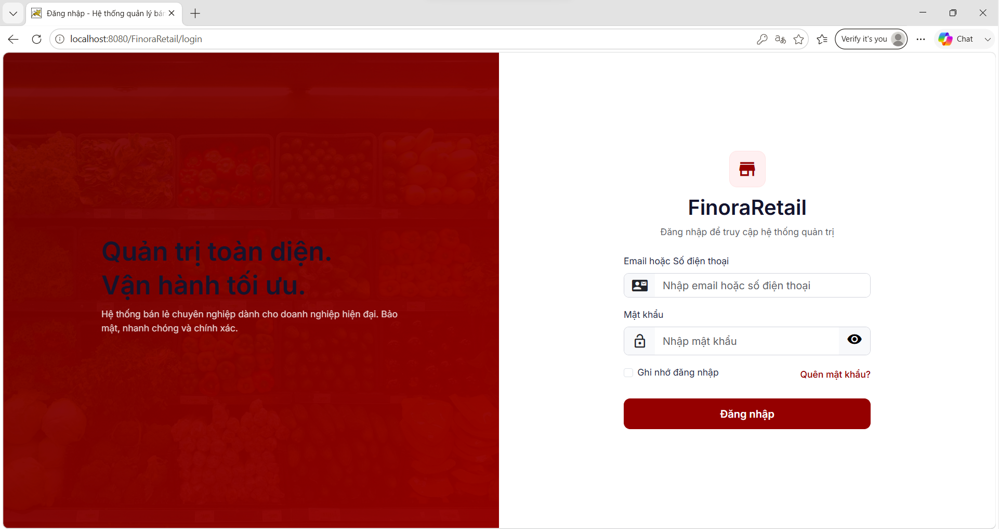 Đăng nhập - Hệ thống quản lý bán
localhost:8080/FinoraRetail/login
Verify it's you
Chat
Quản trị toàn diện.
Vận hành tối ưu.
Hệ thống bán lẻ chuyên nghiệp dành cho doanh nghiệp hiện đại. Bảo
mật, nhanh chóng và chính xác.
FinoraRetail
Đăng nhập để truy cập hệ thống quản trị
Email hoặc Số điện thoại
Nhập email hoặc số điện thoại
Mật khẩu
Nhập mật khẩu
Ghi nhớ đăng nhập
Quên mật khẩu?
Đăng nhập